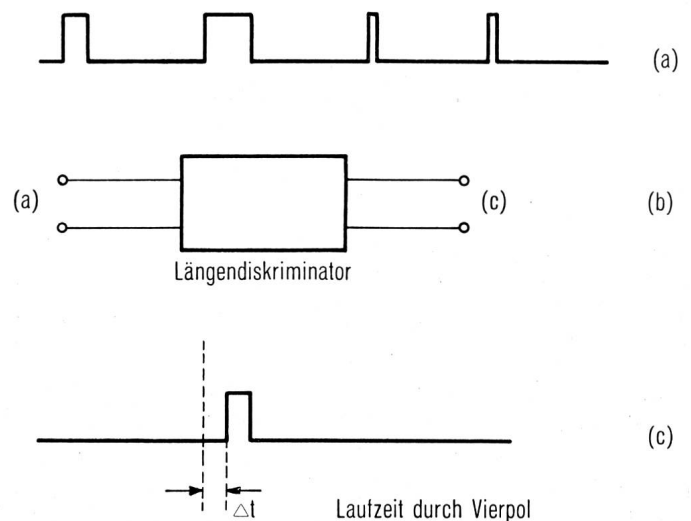 (a)
(a) (c) (b)
Längendiskriminator
(c)
△t Laufzeit durch Vierpol